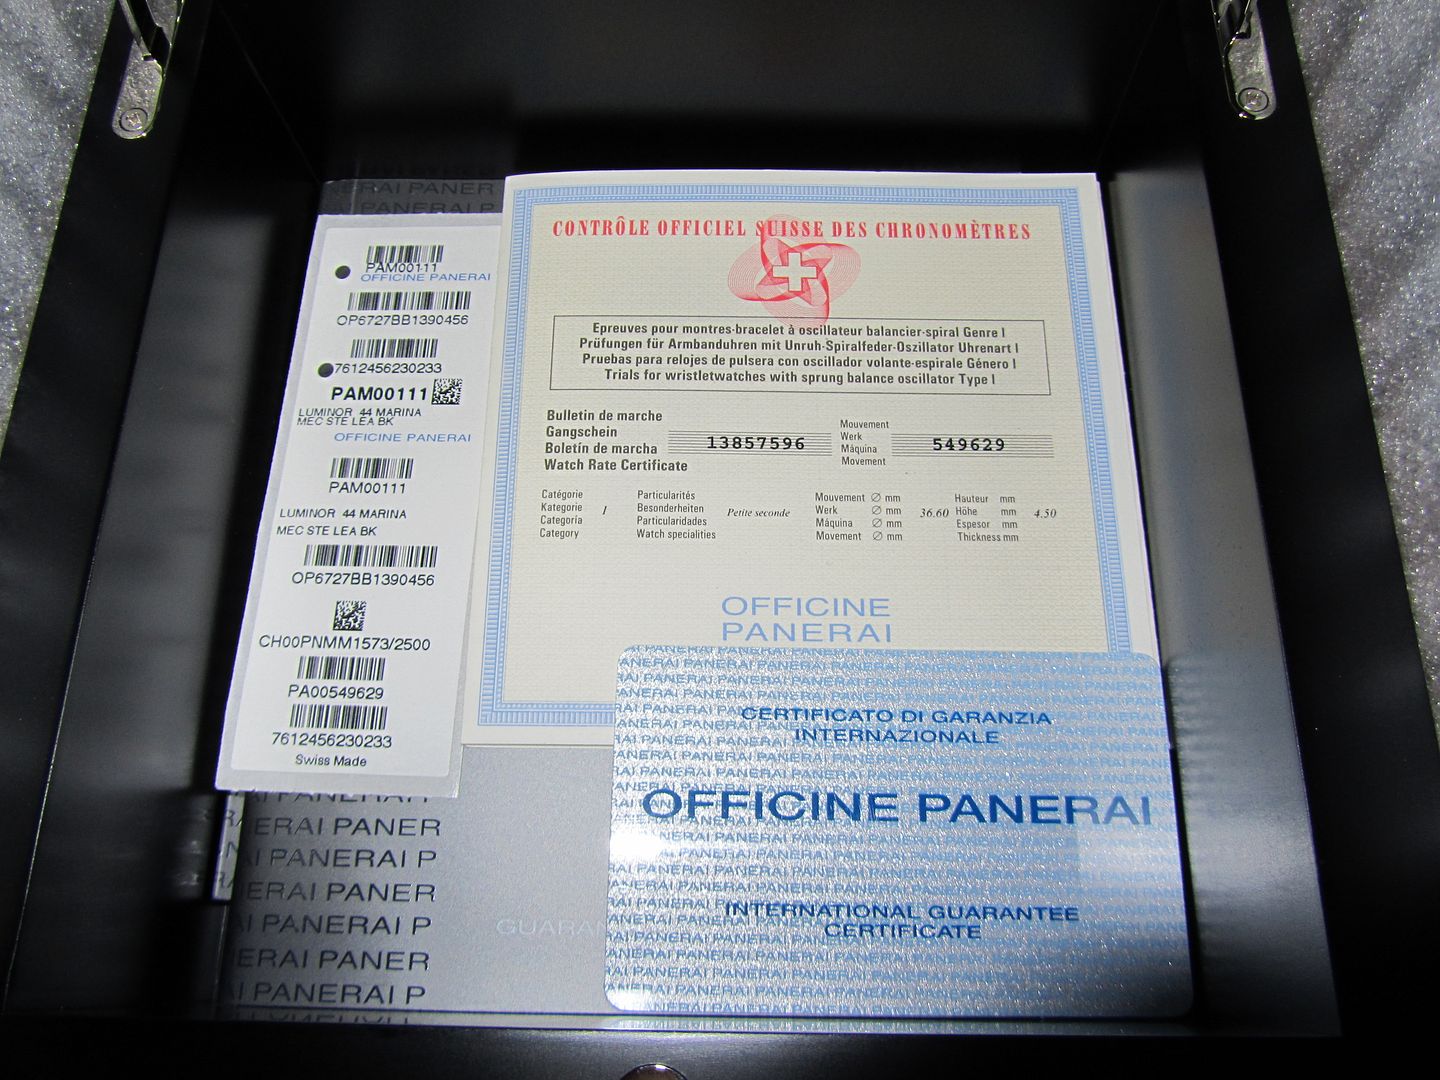 ERAI PANER
PANERAI P
PAM00111
OFFICINE PANERAI
OP6727BB1390456
7612456230233
PAM00111
LUMINOR 44 MARINA
MEC STE LEA BK
OFFICINE PANERAI
PAM00111
LUMINOR 44 MARINA
MEC STE LEA BK
OP6727BB1390456
CH00PNMM1573/2500
PA00549629
7612456230233
Swiss Made
CONTRÔLE OFFICIEL SUISSE DES CHRONOMÈTRES
Epreuves pour montres-bracelet à oscillateur balancier-spiral Genre I
Prüfungen für Armbanduhren mit Unruh-Spiralfeder-Oszillator Uhrenart I
Pruebas para relojes de pulsera con oscillador volante-espirale Género I
Trials for wristletwatches with sprung balance oscillator Type I
Bulletin de marche
Gangschein
Boletín de marcha
Watch Rate Certificate
13857596
Mouvement
Werk
Máquina
Movement
549629
Catégorie
Kategorie
Categoria
Category
1
Particularités
Besonderheiten
Particularidades
Watch specialities
Petite seconde
Mouvement ∅ mm
Werk ∅ mm
Máquina ∅ mm
Movement ∅ mm
36.60
Hauteur mm
Höhe mm
Espesor mm
Thickness mm
4.50
OFFICINE
PANERAI
CERTIFICATO DI GARANZIA
INTERNAZIONALE
OFFICINE PANERAI
INTERNATIONAL GUARANTEE
CERTIFICATE
ERAI PANER
AI PANERAI P
ERAI PANER
AI PANERAI P
ERAI PANER
AI PANERAI P
GUARAN